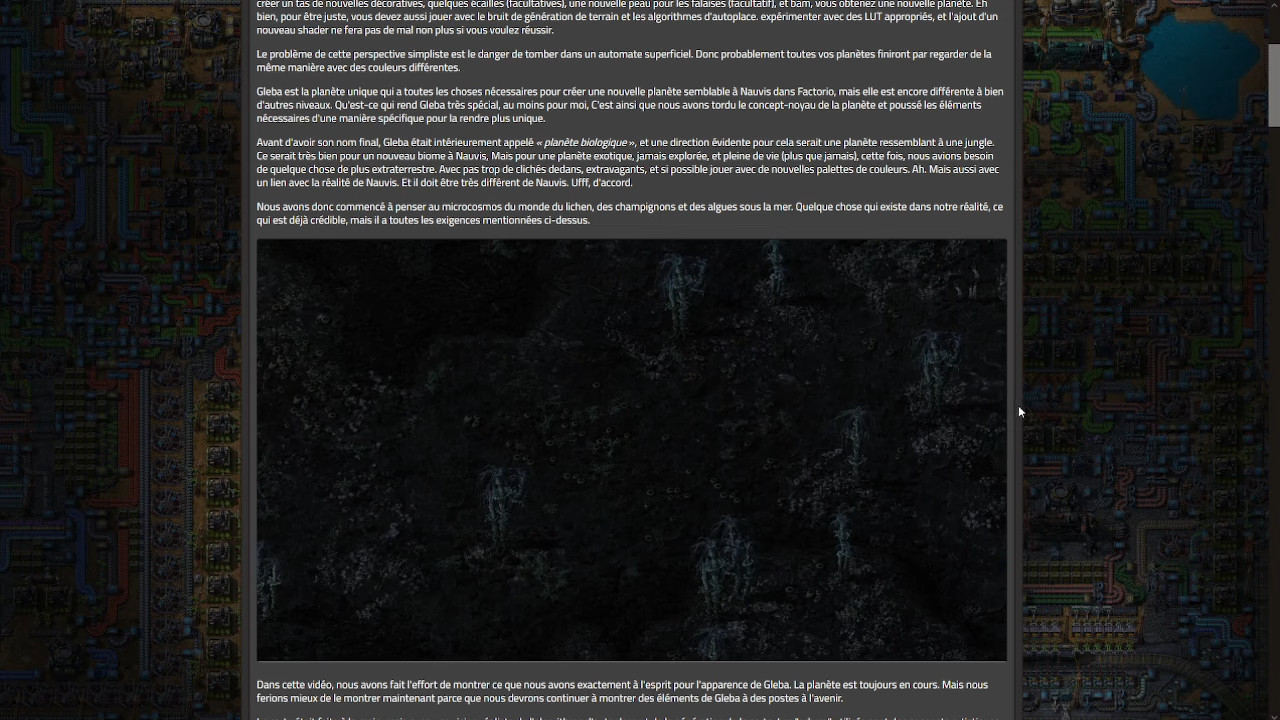 créer un tas de nouvelles décoratives, quelques écailles (facultatives), une nouvelle peau pour les falaises (facultatif), et bam, vous obtenez une nouvelle planète. Eh
bien, pour être juste, vous devez aussi jouer avec le bruit de génération de terrain et les algorithmes d'autoplace. expérimenter avec des LUT appropriés, et l'ajout d'un
nouveau shader ne fera pas de mal non plus si vous voulez réussir.
Le problème de cette perspective simpliste est le danger de tomber dans un automate superficiel. Donc probablement toutes vos planètes finiront par regarder de la
même manière avec des couleurs différentes.
Gleba est la planète unique qui a toutes les choses nécessaires pour créer une nouvelle planète semblable à Nauvis dans Factorio, mais elle est encore différente à bien
d'autres niveaux. Qu'est-ce qui rend Gleba très spécial, au moins pour moi, C'est ainsi que nous avons tordu le concept-noyau de la planète et poussé les éléments
nécessaires d'une manière spécifique pour la rendre plus unique.
Avant d'avoir son nom final, Gleba était intérieurement appelé « planète biologique », et une direction évidente pour cela serait une planète ressemblant à une jungle.
Ce serait très bien pour un nouveau biome à Nauvis, Mais pour une planète exotique, jamais explorée, et pleine de vie (plus que jamais), cette fois, nous avions besoin
de quelque chose de plus extraterrestre. Avec pas trop de clichés dedans, extravagants, et si possible jouer avec de nouvelles palettes de couleurs. Ah. Mais aussi avec
un lien avec la réalité de Nauvis. Et il doit être très différent de Nauvis. Ufff, d'accord.
Nous avons donc commencé à penser au microcosmos du monde du lichen, des champignons et des algues sous la mer. Quelque chose qui existe dans notre réalité, ce
qui est déjà crédible, mais il a toutes les exigences mentionnées ci-dessus.
Dans cette vidéo, nous avons fait l'effort de montrer ce que nous avons exactement à l'esprit pour l'apparence de Gleba. La planète est toujours en cours. Mais nous
ferions mieux de le montrer maintenant parce que nous devrons continuer à montrer des éléments de Gleba à des postes à l'avenir.